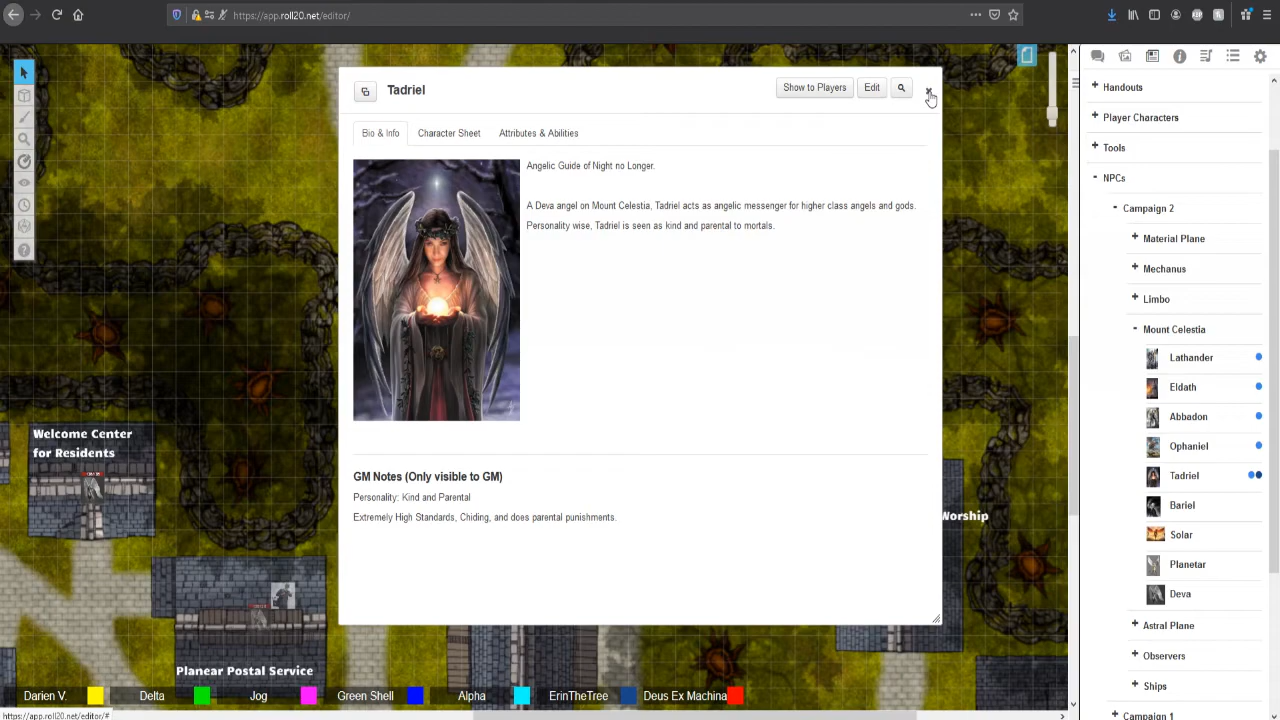 https://app.roll20.net/editor/
Tadriel
Show to Players
Edit
Bio & Info
Character Sheet
Attributes & Abilities
Angelic Guide of Night no Longer.
A Deva angel on Mount Celestia, Tadriel acts as angelic messenger for higher class angels and gods.
Personality wise, Tadriel is seen as kind and parental to mortals.
GM Notes (Only visible to GM)
Personality: Kind and Parental
Extremely High Standards, Chiding, and does parental punishments.
Handouts
Player Characters
Tools
NPCs
Campaign 2
Material Plane
Mechanus
Limbo
Mount Celestia
Lathander
Eldath
Abbadon
Ophaniel
Tadriel
Bariel
Solar
Planetar
Deva
Astral Plane
Observers
Ships
Campaign 1
Welcome Center
for Residents
Worship
Planear Postal Service
Darien V.
Delta
Jog
Green Shell
Alpha
ErinTheTree
Deus Ex Machina
https://app.roll20.net/editor/#